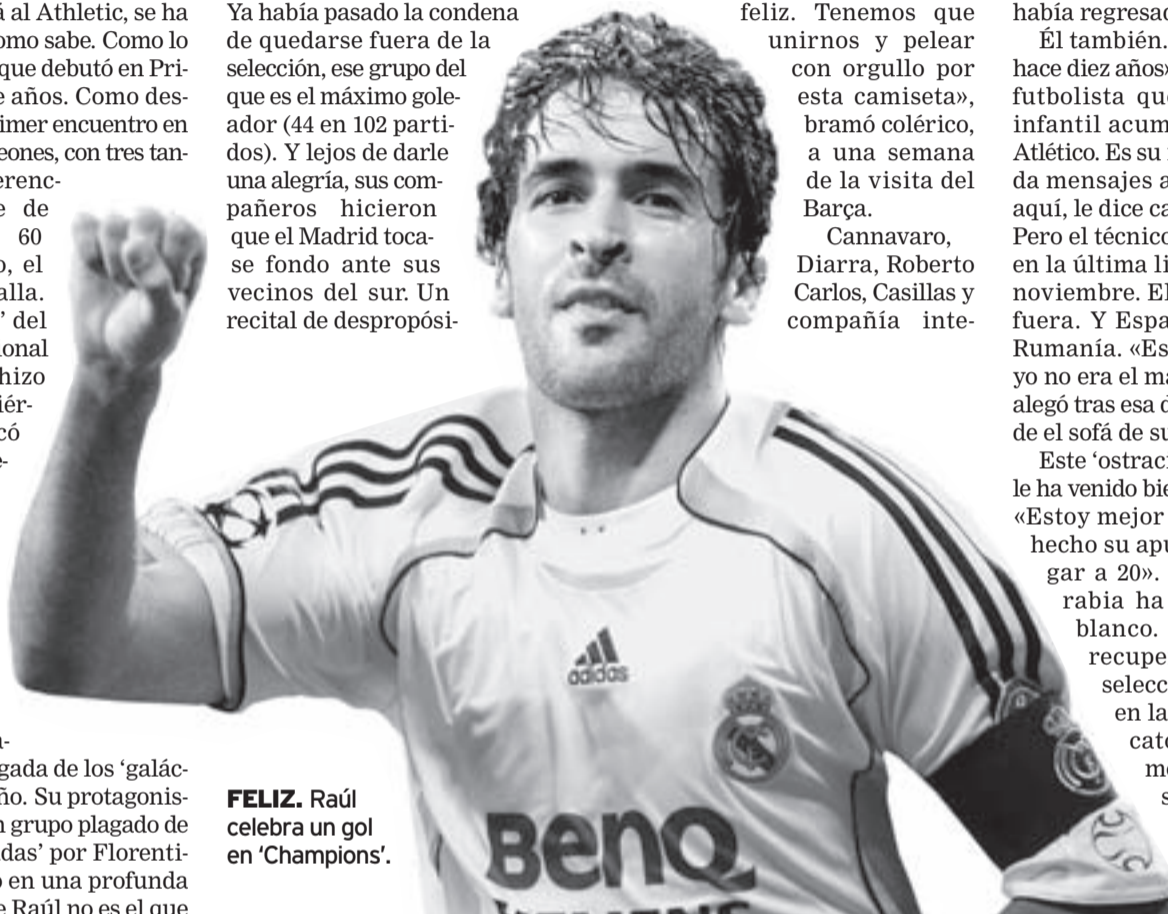 á al Athletic, se ha
omo sabe. Como lo
que debutó en Pri-
e años. Como des-
imer encuentro en
eones, con tres tan-
erenc-
e de
60
o, el
alla.
’ del
ional
hizo
iér-
có
e-
a-
gada de los ‘galác-
ño. Su protagonis-
n grupo plagado de
das’ por Florenti-
o en una profunda
e Raúl no es el que
Ya había pasado la condena
de quedarse fuera de la
selección, ese grupo del
que es el máximo gole-
ador (44 en 102 parti-
dos). Y lejos de darle
una alegría, sus com-
pañeros hicieron
que el Madrid toca-
se fondo ante sus
vecinos del sur. Un
recital de despropósi-
FELIZ. Raúl
celebra un gol
en ‘Champions’.
adidas
BenQ
SIEMENS
feliz. Tenemos que
unirnos y pelear
con orgullo por
esta camiseta»,
bramó colérico,
a una semana
de la visita del
Barça.
Cannavaro,
Diarra, Roberto
Carlos, Casillas y
compañía inte-
había regresad
Él también.
hace diez años»
futbolista que
infantil acum
Atlético. Es su
da mensajes a
aquí, le dice ca
Pero el técnico
en la última li
noviembre. El
fuera. Y Espa
Rumanía. «Es
yo no era el ma
alegó tras esa d
de el sofá de su
Este ‘ostraci
le ha venido bie
«Estoy mejor
hecho su apu
gar a 20».
rabia ha
blanco.
recupe
selecc
en la
cato
mo
s